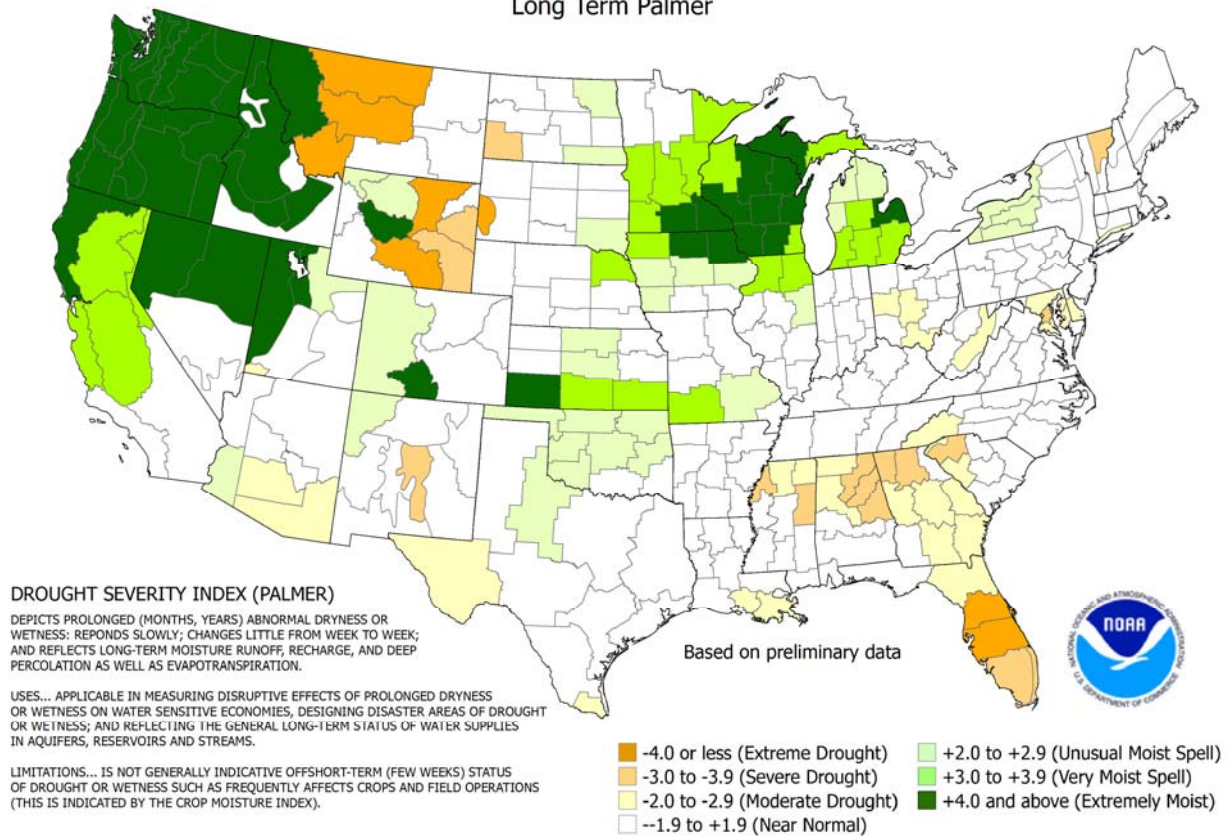 Long Term Palmer
DROUGHT SEVERITY INDEX (PALMER)
DEPICTS PROLONGED (MONTHS, YEARS) ABNORMAL DRYNESS OR
WETNESS: REPONDS SLOWLY; CHANGES LITTLE FROM WEEK TO WEEK;
AND REFLECTS LONG-TERM MOISTURE RUNOFF, RECHARGE, AND DEEP
PERCOLATION AS WELL AS EVAPOTRANSPIRATION.
USES... APPLICABLE IN MEASURING DISRUPTIVE EFFECTS OF PROLONGED DRYNESS
OR WETNESS ON WATER SENSITIVE ECONOMIES, DESIGNING DISASTER AREAS OF DROUGHT
OR WETNESS; AND REFLECTING THE GENERAL LONG-TERM STATUS OF WATER SUPPLIES
IN AQUIFERS, RESERVOIRS AND STREAMS.
LIMITATIONS... IS NOT GENERALLY INDICATIVE OFFSHORT-TERM (FEW WEEKS) STATUS
OF DROUGHT OR WETNESS SUCH AS FREQUENTLY AFFECTS CROPS AND FIELD OPERATIONS
(THIS IS INDICATED BY THE CROP MOISTURE INDEX).
Based on preliminary data
NATIONAL OCEANIC AND ATMOSPHERIC ADMINISTRATION
NOAA
U.S. DEPARTMENT OF COMMERCE
-4.0 or less (Extreme Drought)
-3.0 to -3.9 (Severe Drought)
-2.0 to -2.9 (Moderate Drought)
--1.9 to +1.9 (Near Normal)
+2.0 to +2.9 (Unusual Moist Spell)
+3.0 to +3.9 (Very Moist Spell)
+4.0 and above (Extremely Moist)